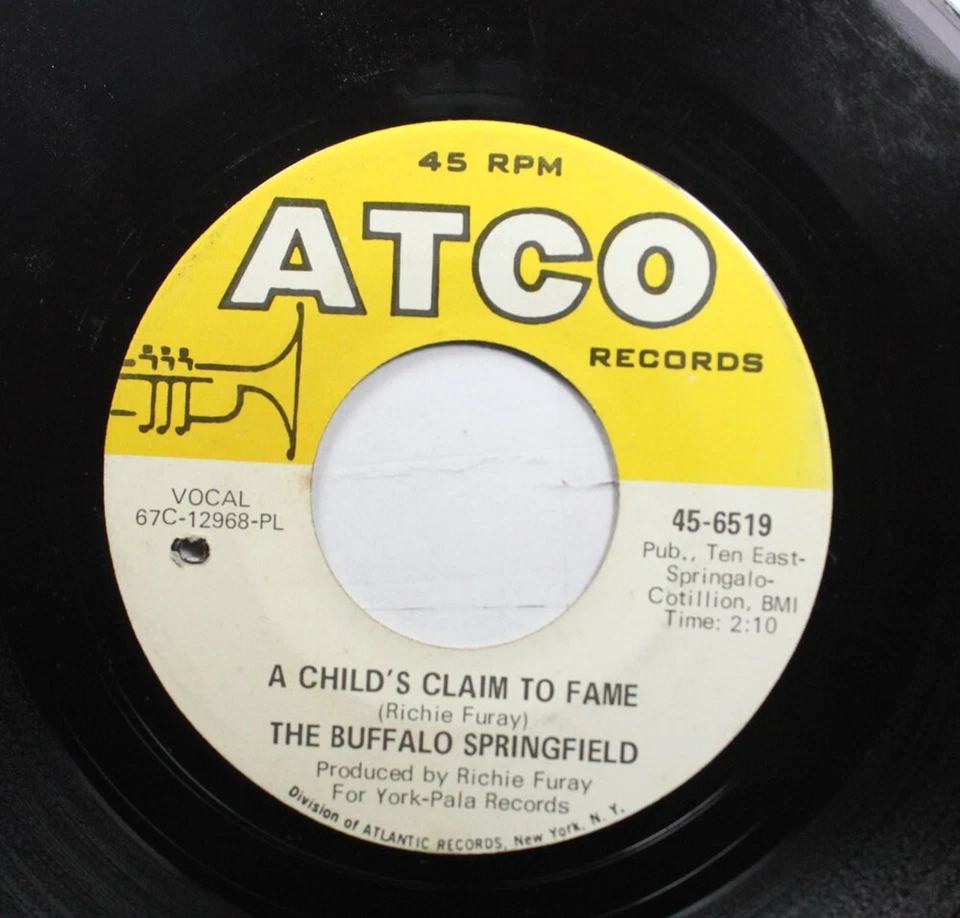 45 RPM
ATCO
RECORDS
VOCAL
67C-12968-PL
45-6519
Pub., Ten East-
Springalo-
Cotillion, BMI
Time: 2:10
A CHILD'S CLAIM TO FAME
(Richie Furay)
THE BUFFALO SPRINGFIELD
Produced by Richie Furay
For York-Pala Records
Division of ATLANTIC RECORDS, New York, N. Y.